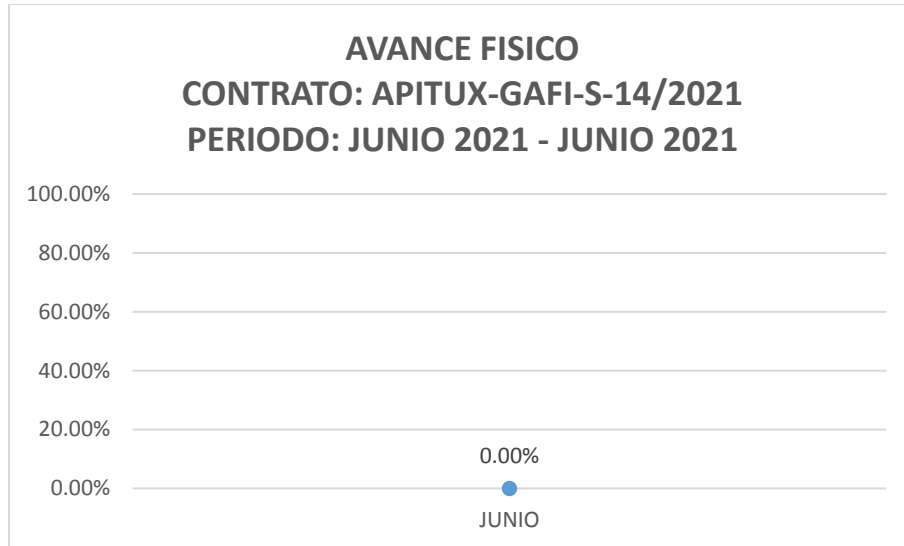 AVANCE FISICO
CONTRATO: APITUX-GAFI-S-14/2021
PERIODO: JUNIO 2021 - JUNIO 2021
100.00%
80.00%
60.00%
40.00%
20.00%
0.00%
0.00%
JUNIO